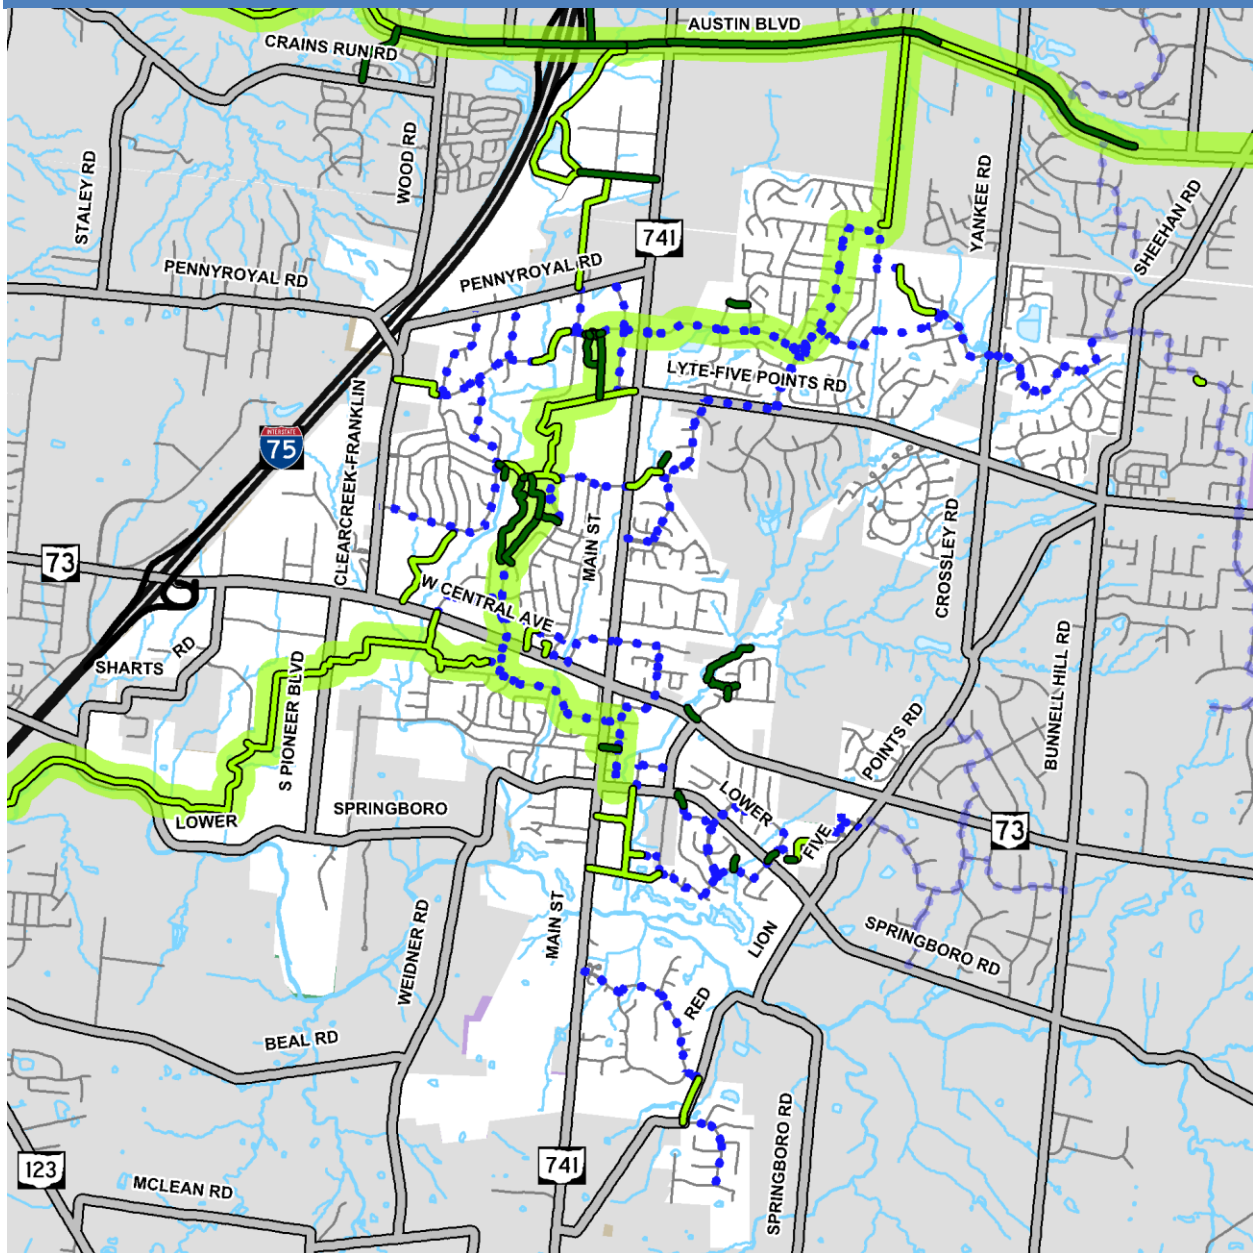 AUSTIN BLVD
CRAINS RUN RD
WOOD RD
STALEY RD
YANKEE RD
SHEEHAN RD
741
PENNYROYAL RD
PENNYROYAL RD
LYTE-FIVE POINTS RD
INTERSTATE
75
CLEARCREEK-FRANKLIN
MAIN ST
CROSSLEY RD
73
W CENTRAL AVE
SHARTS RD
S PIONEER BLVD
BUNNELL HILL RD
POINTS RD
LOWER
SPRINGBORO
LOWER
FIVE
73
MAIN ST
WEIDNER RD
LION
SPRINGBORO RD
RED
BEAL RD
SPRINGBORO RD
123
741
MCLEAN RD